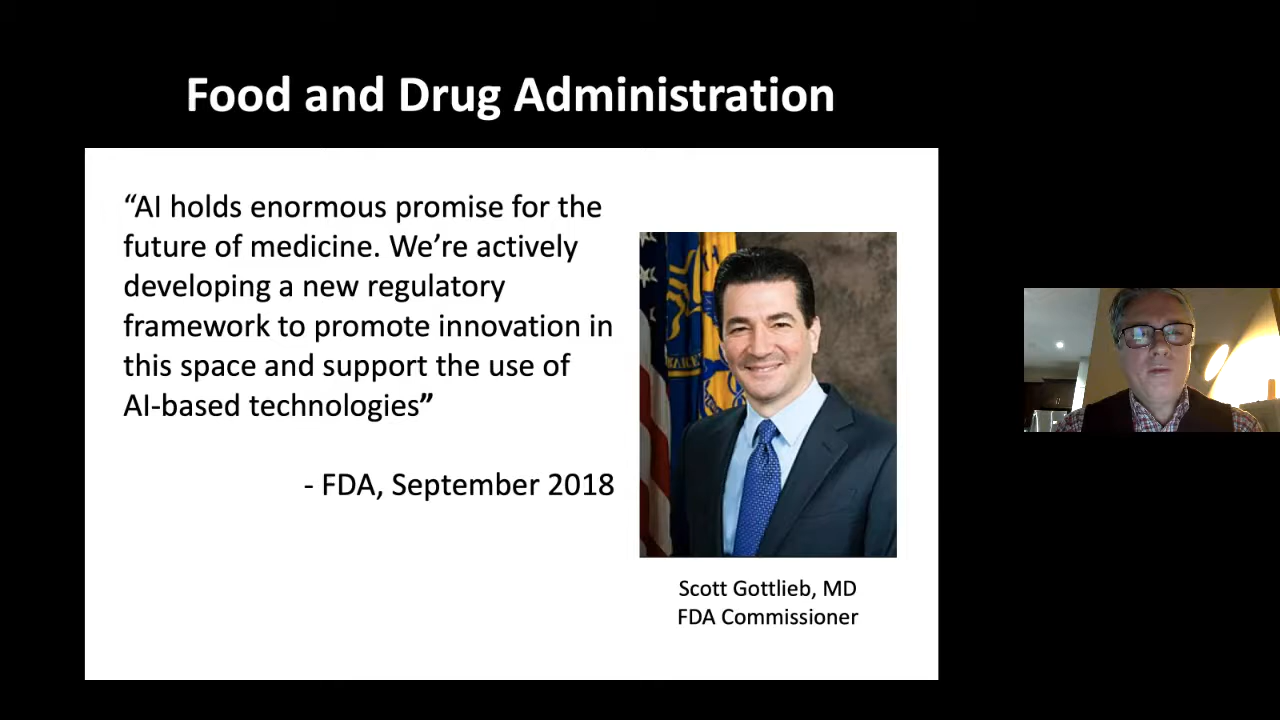 Food and Drug Administration
“AI holds enormous promise for the
future of medicine. We’re actively
developing a new regulatory
framework to promote innovation in
this space and support the use of
AI-based technologies”
- FDA, September 2018
Scott Gottlieb, MD
FDA Commissioner